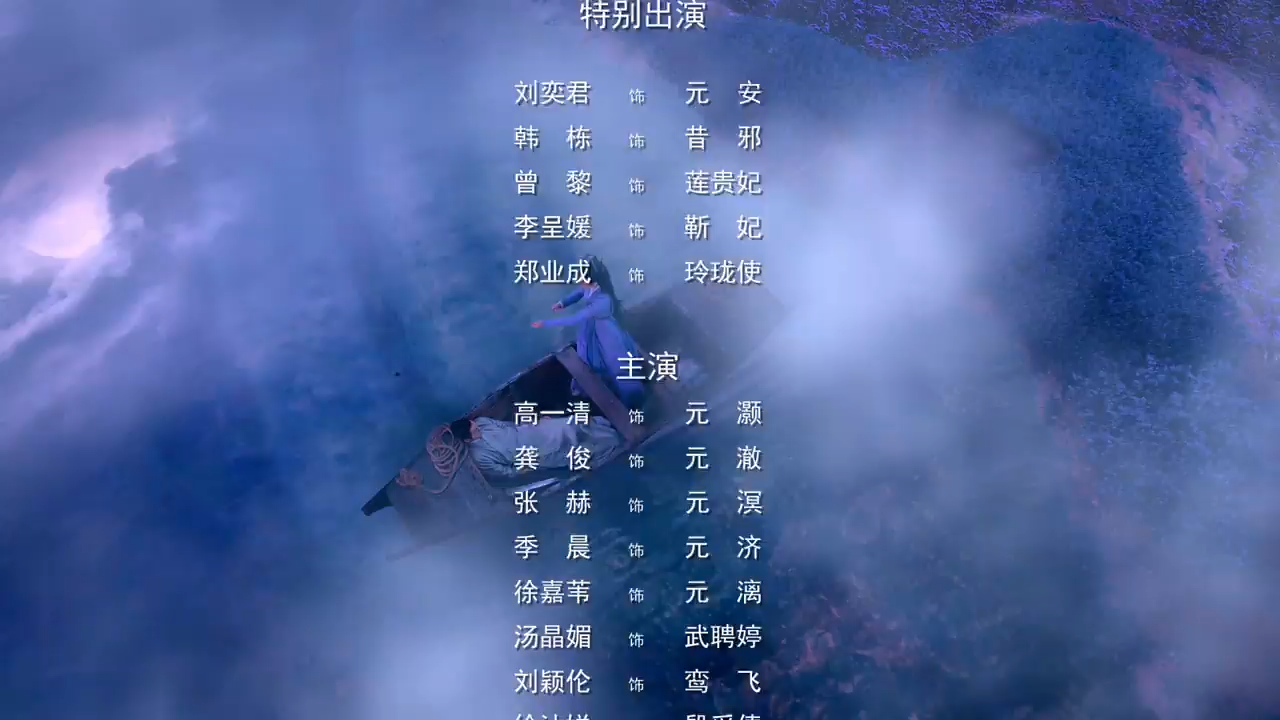 特别出演
刘奕君 饰 元 安
韩 栋 饰 昔 邪
曾 黎 饰 莲贵妃
李呈媛 饰 靳 妃
郑业成 饰 玲珑使
主演
高一清 饰 元 灏
龚 俊 饰 元 澈
张 赫 饰 元 溟
季 晨 饰 元 济
徐嘉苇 饰 元 漓
汤晶媚 饰 武聘婷
刘颖伦 饰 鸾 飞